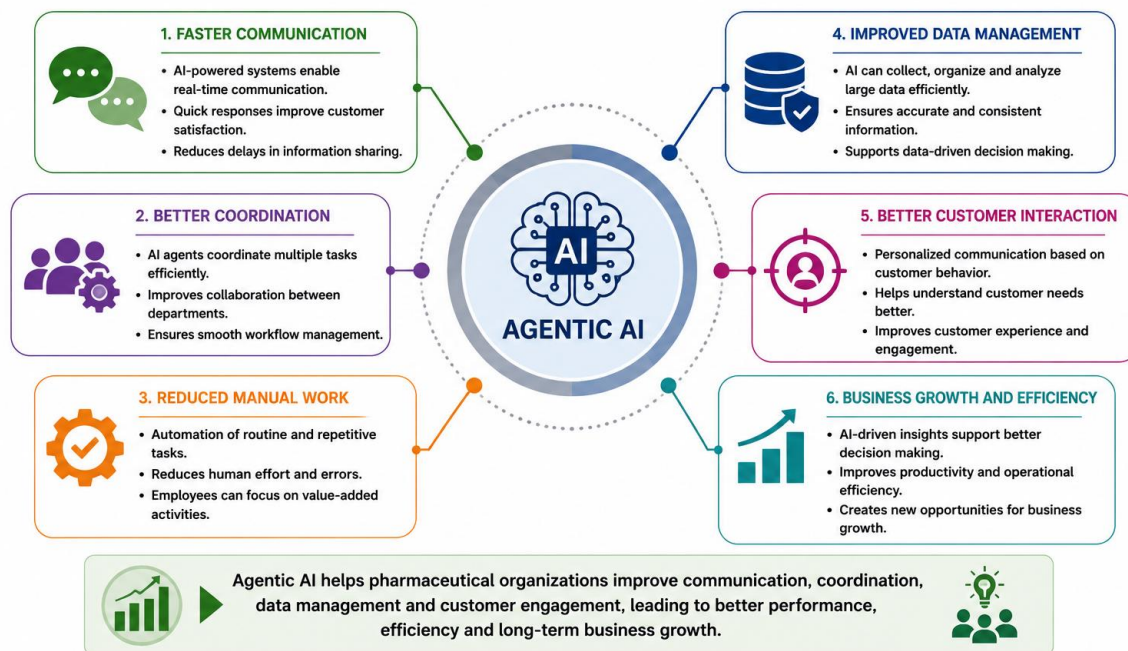 1. FASTER COMMUNICATION
• AI-powered systems enable
real-time communication.
• Quick responses improve customer
satisfaction.
• Reduces delays in information sharing.
2. BETTER COORDINATION
• AI agents coordinate multiple tasks
efficiently.
• Improves collaboration between
departments.
• Ensures smooth workflow management.
3. REDUCED MANUAL WORK
• Automation of routine and repetitive
tasks.
• Reduces human effort and errors.
• Employees can focus on value-added
activities.
AI
AGENTIC AI
4. IMPROVED DATA MANAGEMENT
• AI can collect, organize and analyze
large data efficiently.
• Ensures accurate and consistent
information.
• Supports data-driven decision making.
5. BETTER CUSTOMER INTERACTION
• Personalized communication based on
customer behavior.
• Helps understand customer needs
better.
• Improves customer experience and
engagement.
6. BUSINESS GROWTH AND EFFICIENCY
• AI-driven insights support better
decision making.
• Improves productivity and operational
efficiency.
• Creates new opportunities for business
growth.
Agentic AI helps pharmaceutical organizations improve communication, coordination,
data management and customer engagement, leading to better performance,
efficiency and long-term business growth.